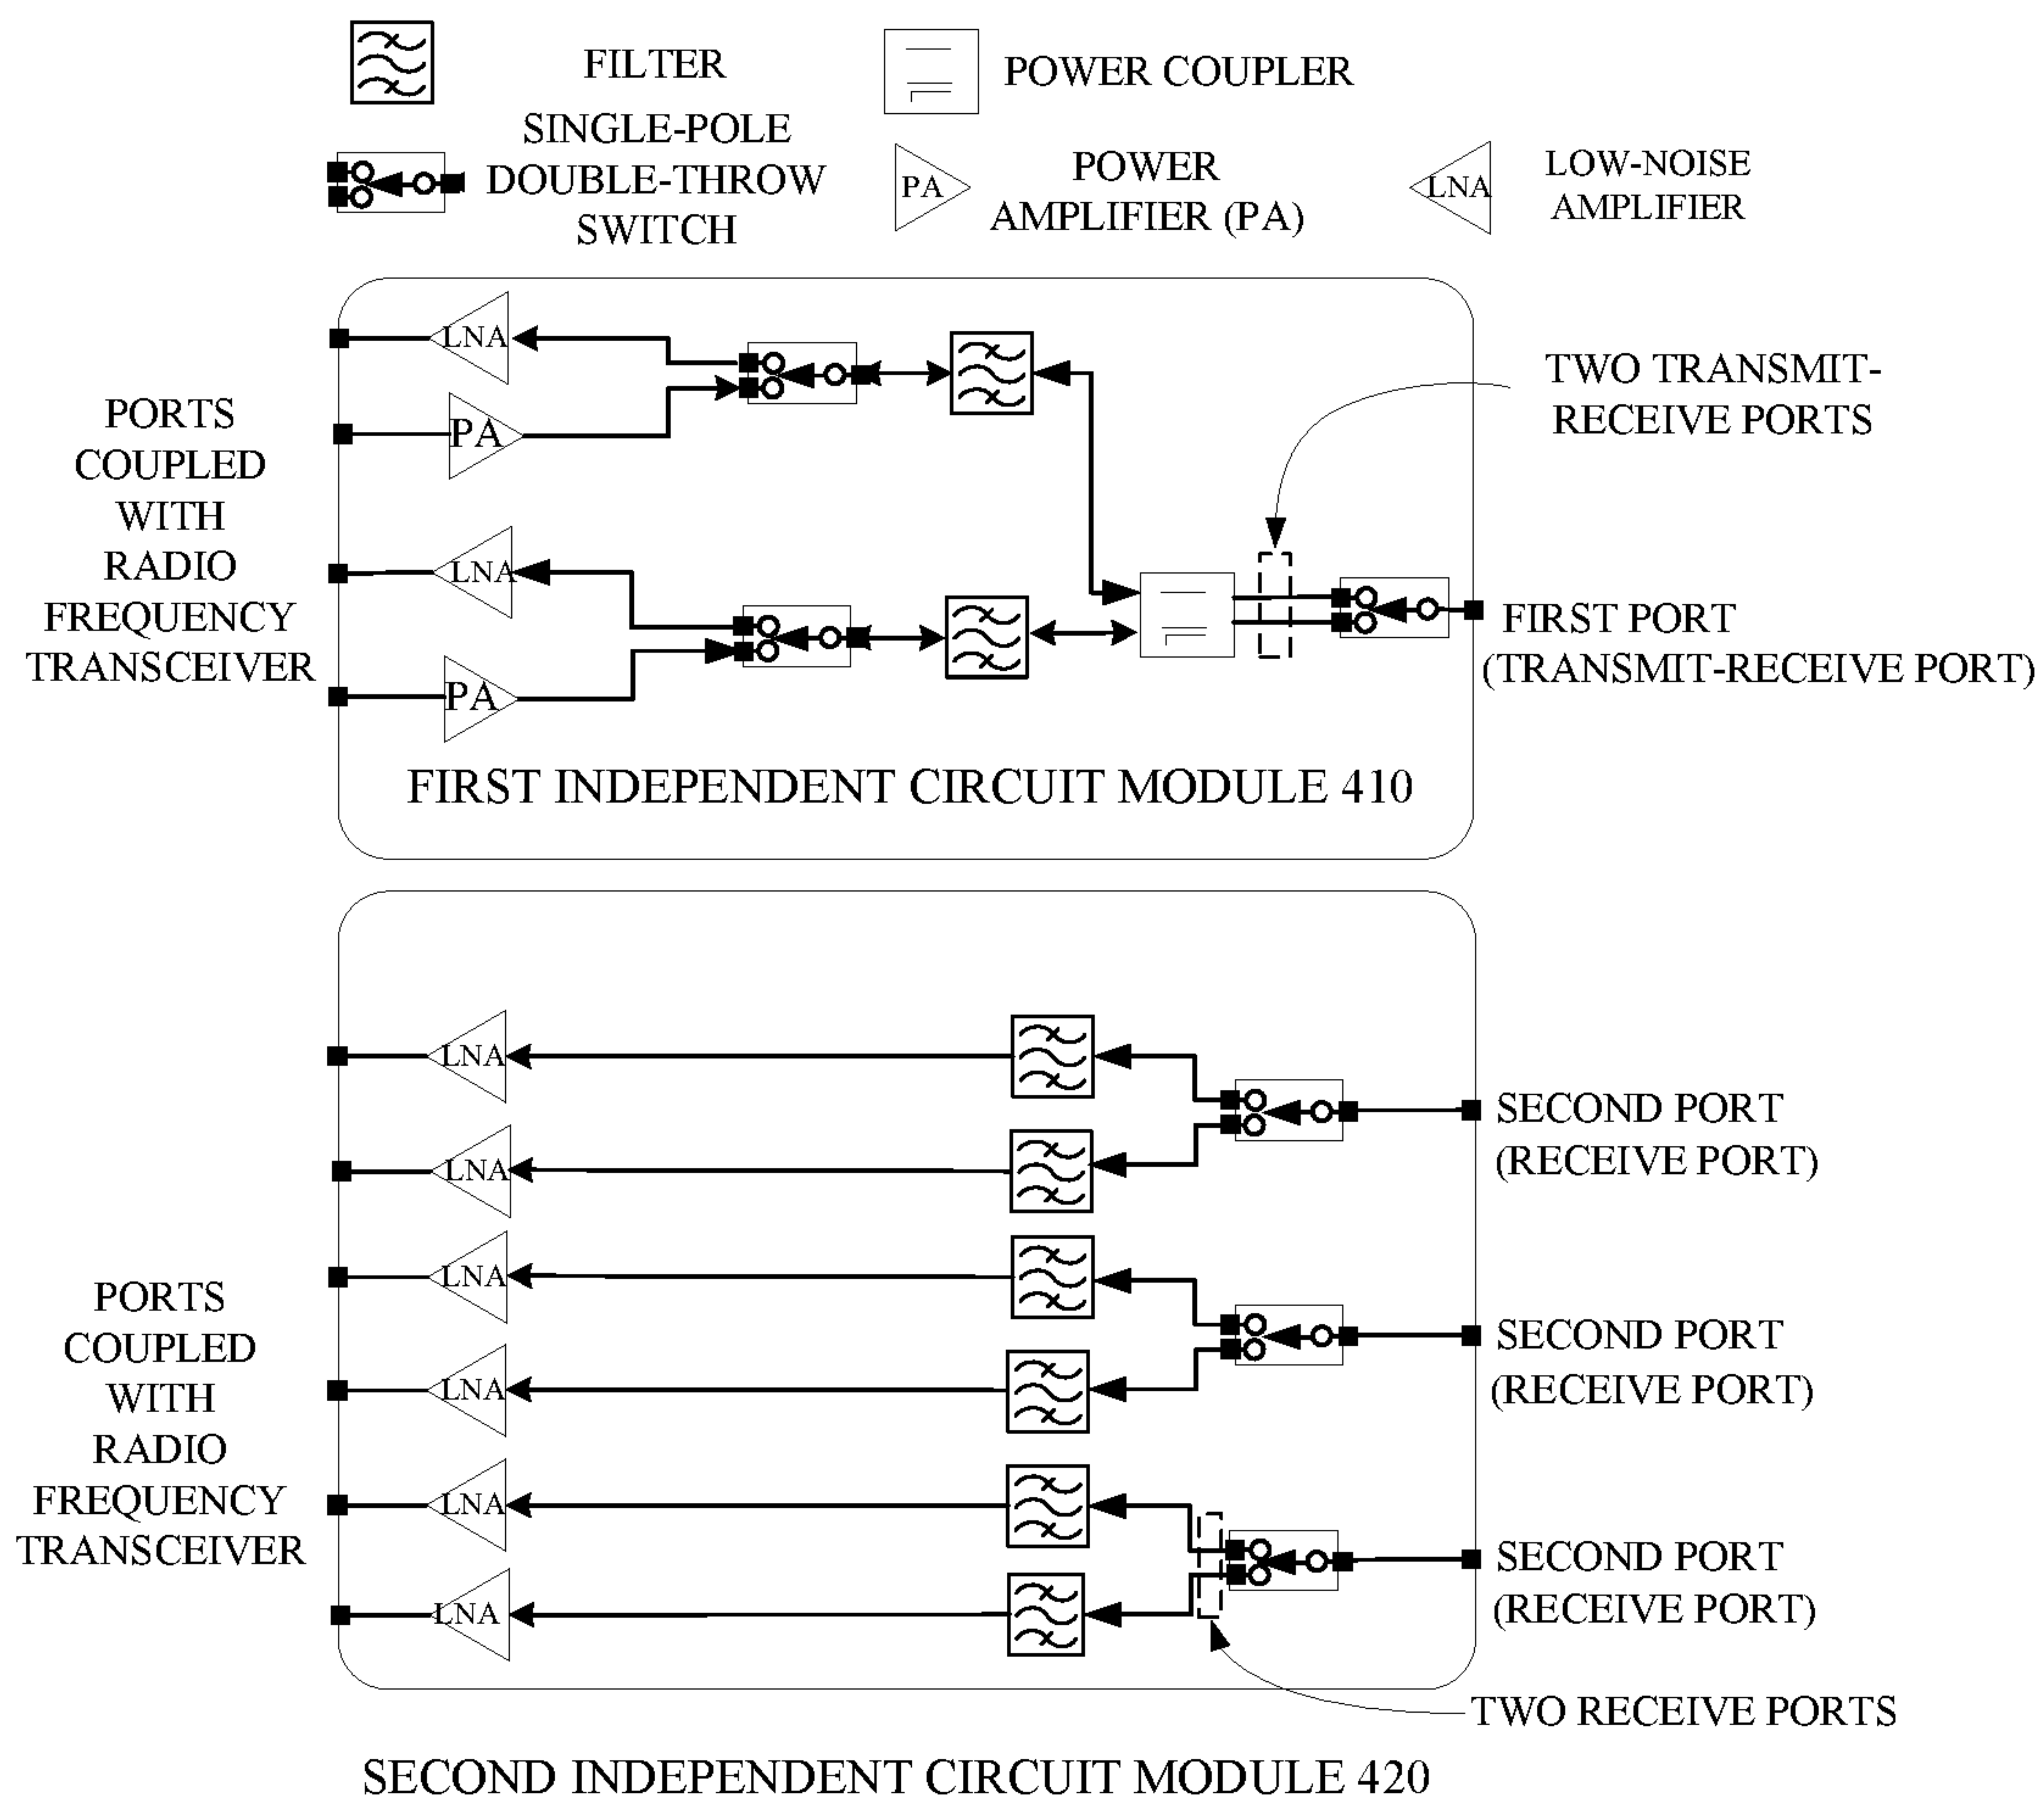 FILTER
POWER COUPLER
SINGLE-POLE
DOUBLE-THROW
SWITCH
PA
POWER
AMPLIFIER (PA)
LNA
LOW-NOISE
AMPLIFIER
LNA
PA
LNA
PA
PORTS
COUPLED
WITH
RADIO
FREQUENCY
TRANSCEIVER
TWO TRANSMIT-
RECEIVE PORTS
FIRST PORT
(TRANSMIT-RECEIVE PORT)
FIRST INDEPENDENT CIRCUIT MODULE 410
LNA
LNA
LNA
LNA
LNA
LNA
PORTS
COUPLED
WITH
RADIO
FREQUENCY
TRANSCEIVER
SECOND PORT
(RECEIVE PORT)
SECOND PORT
(RECEIVE PORT)
SECOND PORT
(RECEIVE PORT)
TWO RECEIVE PORTS
SECOND INDEPENDENT CIRCUIT MODULE 420